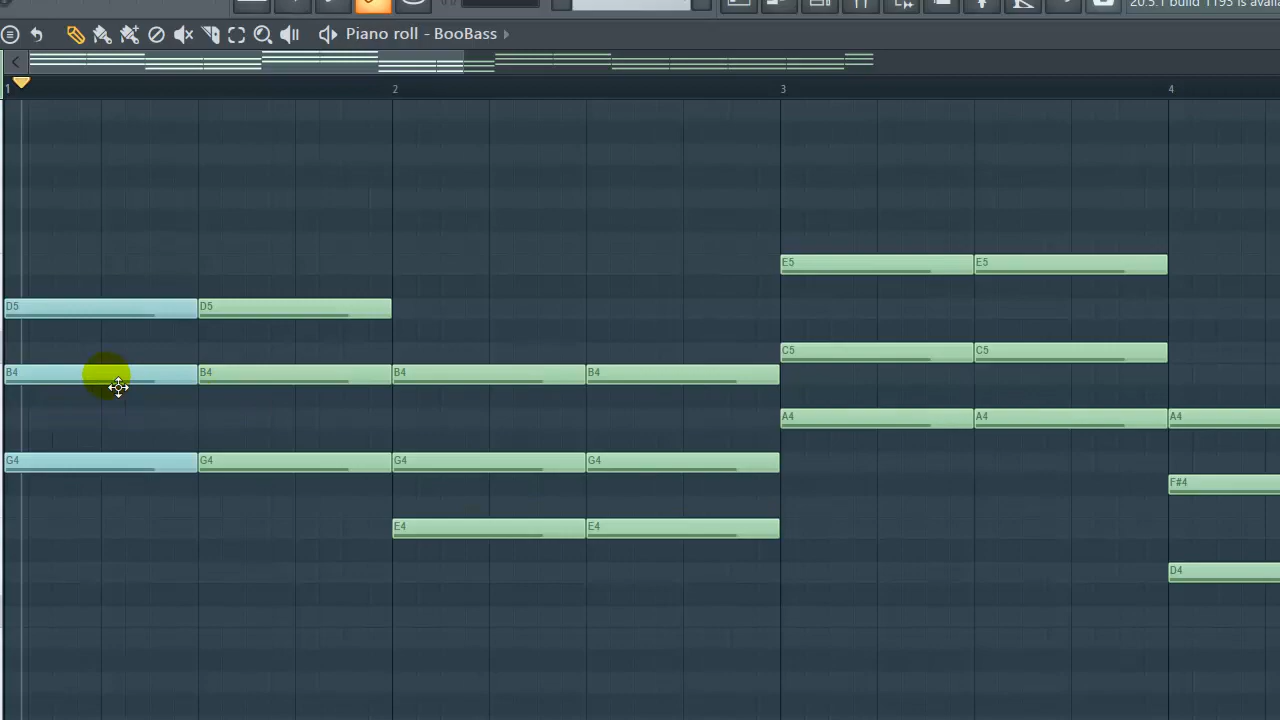 20.5.1 build 1193 is availa
Piano roll - BooBass
1 2 3 4
E5 E5
D5 D5
C5 C5
B4 B4 B4 B4
A4 A4 A4
G4 G4 G4 G4
F#4
E4 E4
D4